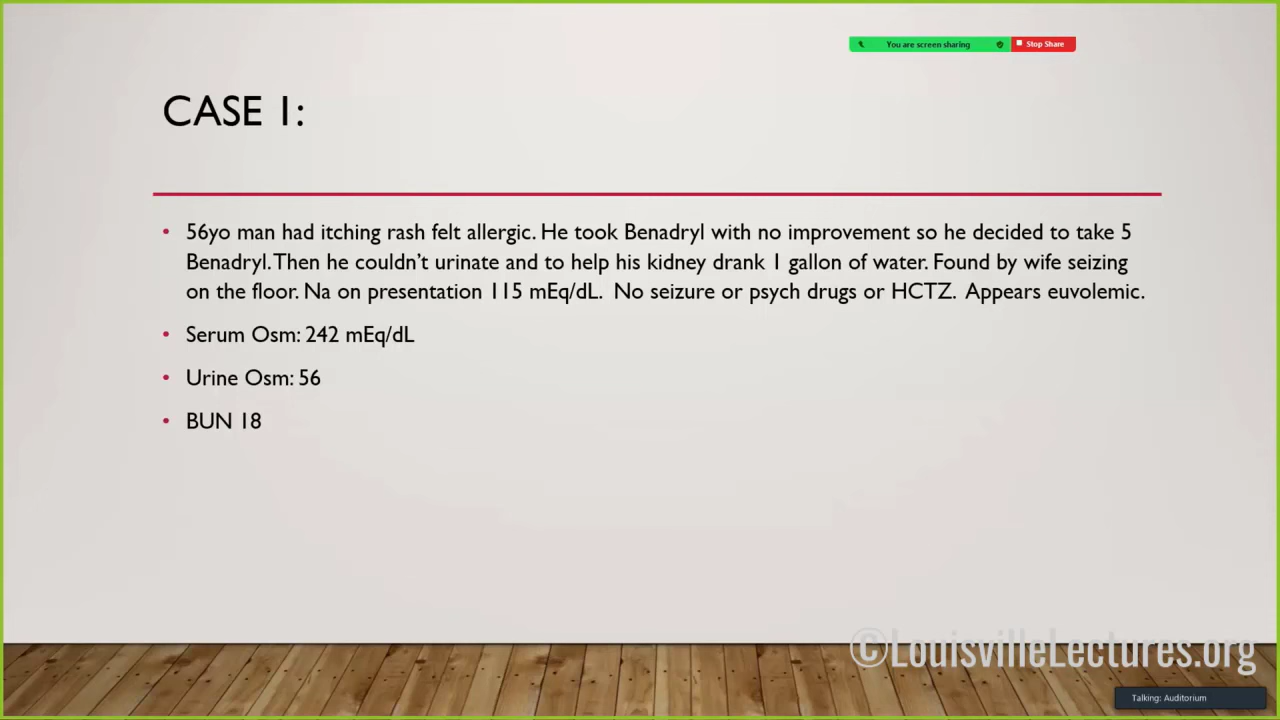 You are screen sharing Stop Share
CASE 1:
• 56yo man had itching rash felt allergic. He took Benadryl with no improvement so he decided to take 5
Benadryl. Then he couldn't urinate and to help his kidney drank 1 gallon of water. Found by wife seizing
on the floor. Na on presentation 115 mEq/dL. No seizure or psych drugs or HCTZ. Appears euvolemic.
• Serum Osm: 242 mEq/dL
• Urine Osm: 56
• BUN 18
©LouisvilleLectures.org
Talking: Auditorium